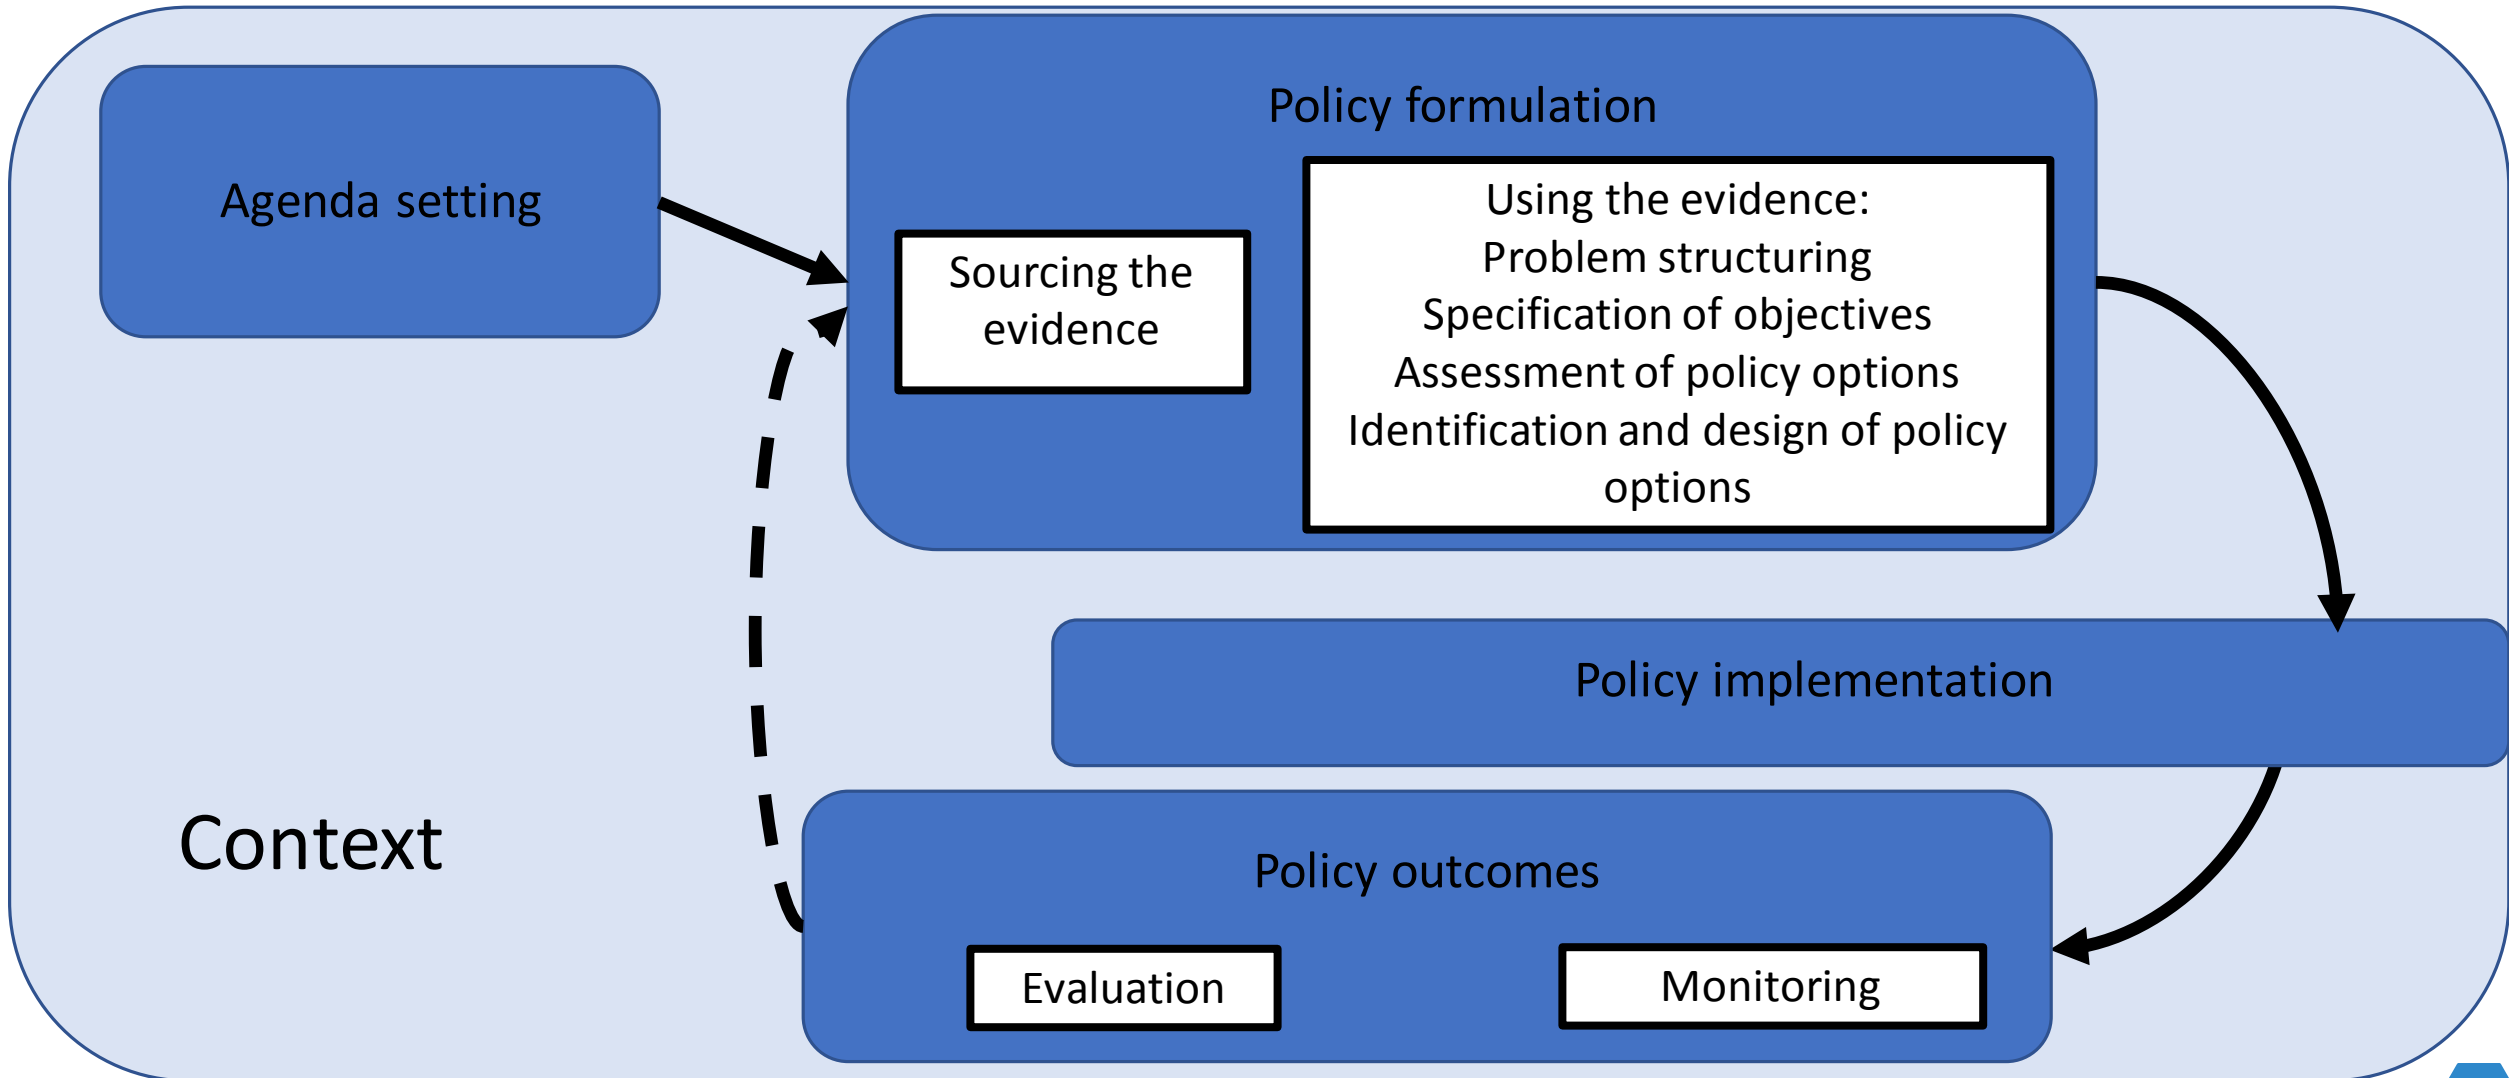 Policy formulation
Agenda setting
Sourcing the
evidence
Using the evidence:
Problem structuring
Specification of objectives
Assessment of policy options
Identification and design of policy
options
Policy implementation
Context
Policy outcomes
Evaluation
Monitoring